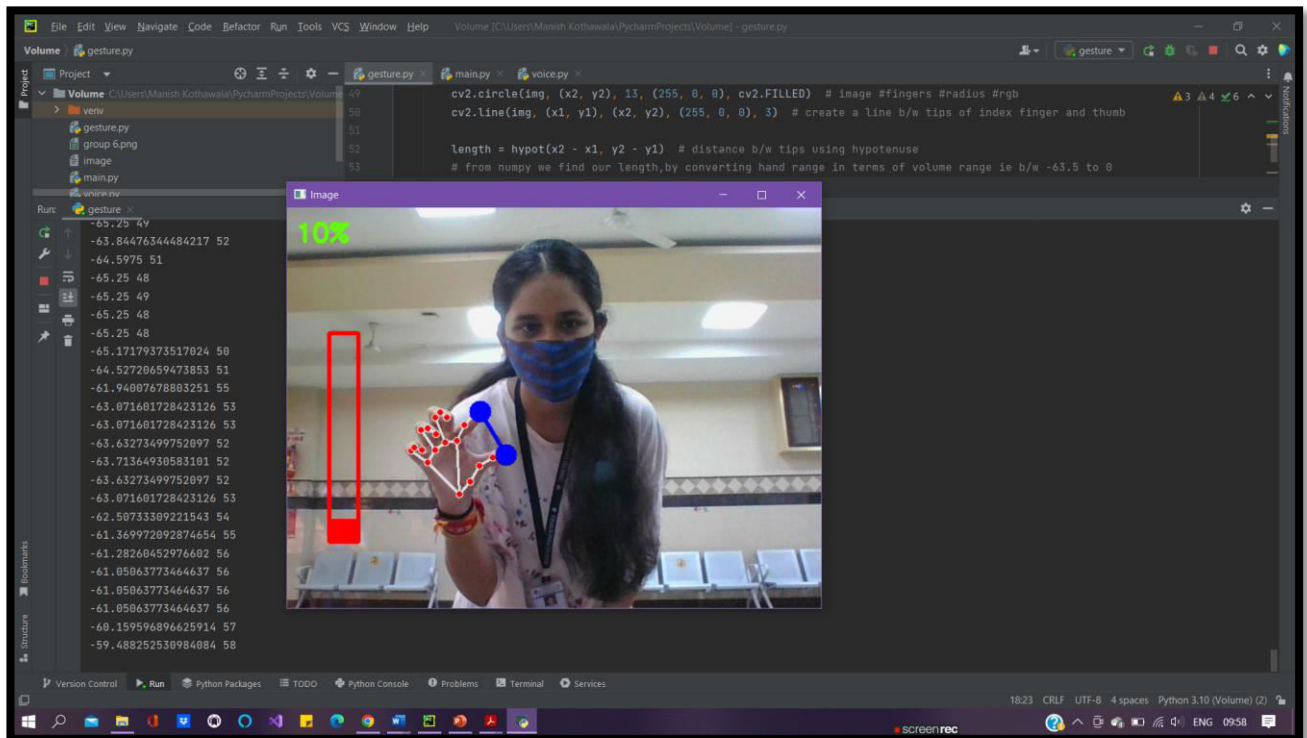 File Edit View Navigate Code Refactor Run Tools VCS Window Help Volume [C:\Users\Manish Kothawala\PycharmProjects\Volume] - gesture.py
Volume gesture.py gesture
Project Project gesture.py main.py voice.py
Volume C:\Users\Manish Kothawala\PycharmProjects\Volume
venv
gesture.py
group 6.png
image
main.py
voice.py
49 cv2.circle(img, (x2, y2), 13, (255, 0, 0), cv2.FILLED) # image #fingers #radius #rgb
50 cv2.line(img, (x1, y1), (x2, y2), (255, 0, 0), 3) # create a line b/w tips of index finger and thumb
51
52 length = hypot(x2 - x1, y2 - y1) # distance b/w tips using hypotenuse
53 # from numpy we find our length,by converting hand range in terms of volume range ie b/w -63.5 to 0
3 4 6
Notifications
Run: gesture
-65.25 49
-63.84476344484217 52
-64.5975 51
-65.25 48
-65.25 49
-65.25 48
-65.25 48
-65.17179373517024 50
-64.52720659473853 51
-61.94007678803251 55
-63.071601728423126 53
-63.071601728423126 53
-63.63273499752097 52
-63.71364930583101 52
-63.63273499752097 52
-63.071601728423126 53
-62.50733309221543 54
-61.369972092874654 55
-61.28260452976602 56
-61.05063773464637 56
-61.05063773464637 56
-61.05063773464637 56
-60.159596896625914 57
-59.488252530984084 58
Image
10%
Bookmarks
Structure
Version Control Run Python Packages TODO Python Console Problems Terminal Services
18:23 CRLF UTF-8 4 spaces Python 3.10 (Volume) (2)
screenrec
ENG 09:58